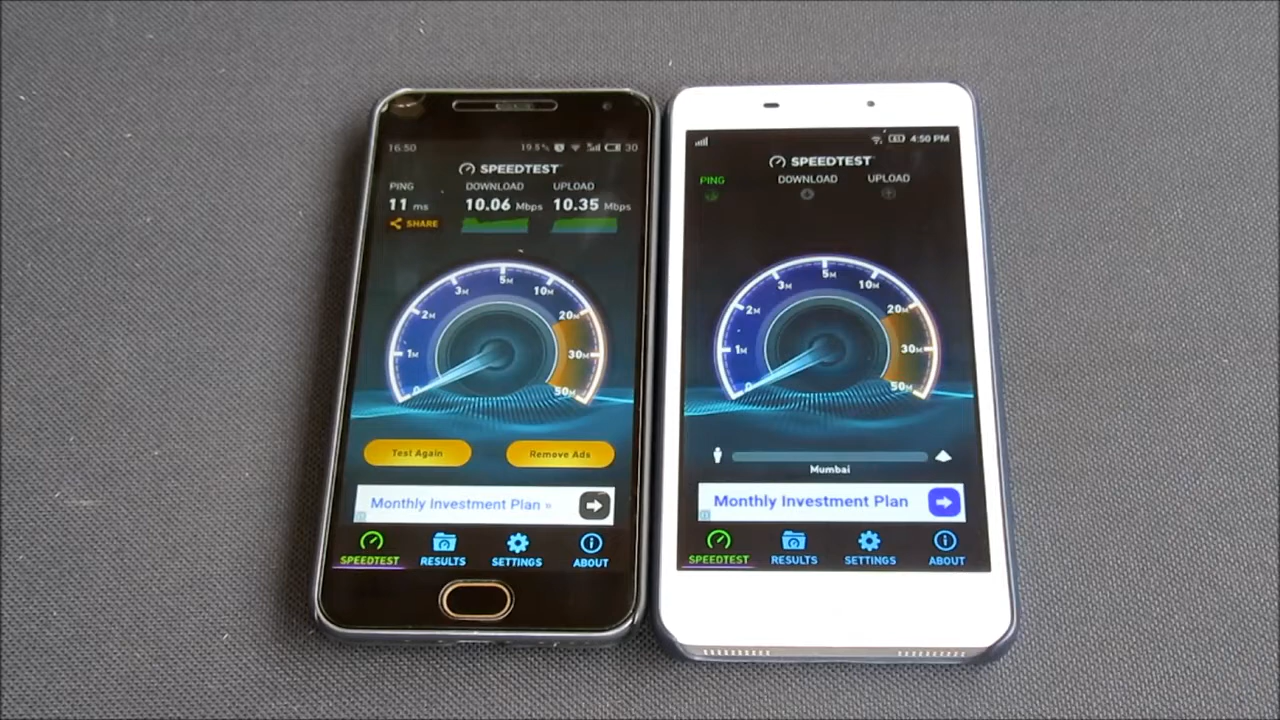 16:50 19.5% 30
SPEEDTEST
PING DOWNLOAD UPLOAD
11 ms 10.06 Mbps 10.35 Mbps
SHARE
0 1M 2M 3M 5M 10M 20M 30M 50M
Test Again Remove Ads
Monthly Investment Plan »
SPEEDTEST RESULTS SETTINGS ABOUT
4:50 PM
SPEEDTEST
PING DOWNLOAD UPLOAD
0 1M 2M 3M 5M 10M 20M 30M 50M
Mumbai
Monthly Investment Plan
SPEEDTEST RESULTS SETTINGS ABOUT